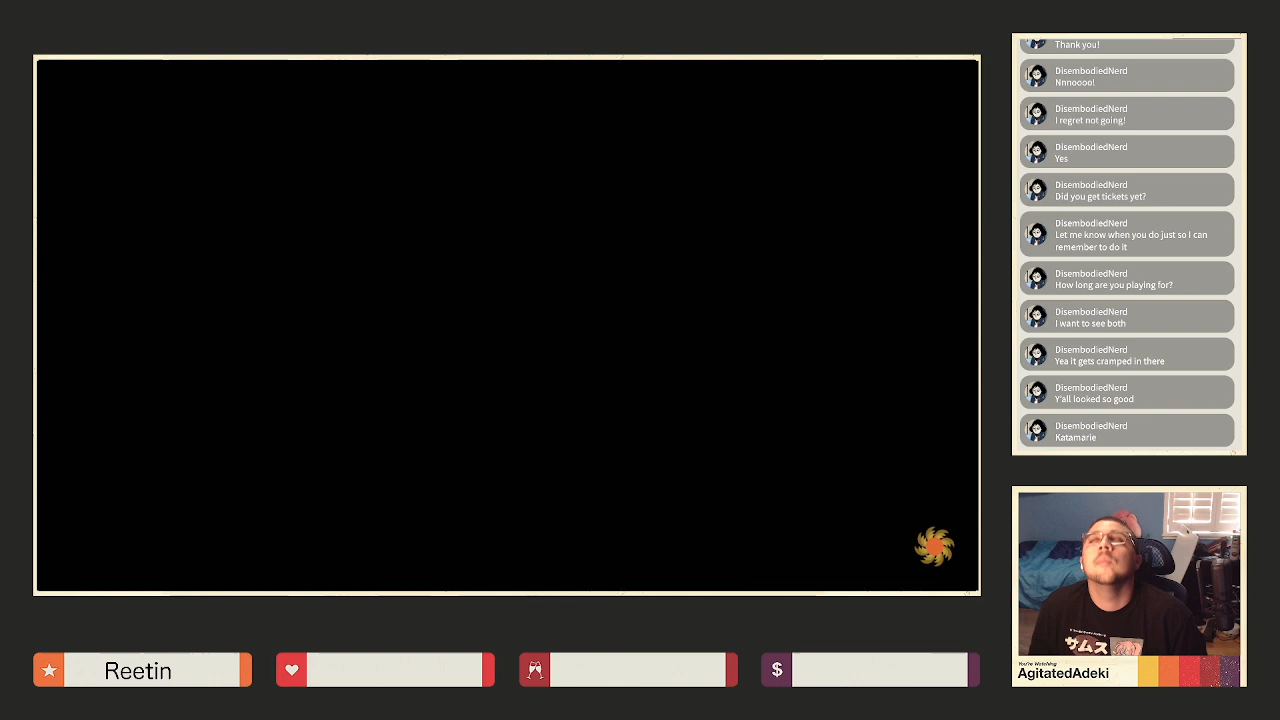 Thank you!
DisembodiedNerd
Nnnoooo!
DisembodiedNerd
I regret not going!
DisembodiedNerd
Yes
DisembodiedNerd
Did you get tickets yet?
DisembodiedNerd
Let me know when you do just so I can
remember to do it
DisembodiedNerd
How long are you playing for?
DisembodiedNerd
I want to see both
DisembodiedNerd
Yea it gets cramped in there
DisembodiedNerd
Y'all looked so good
DisembodiedNerd
Katamarie
サムス
You're Watching
AgitatedAdeki
Reetin
$